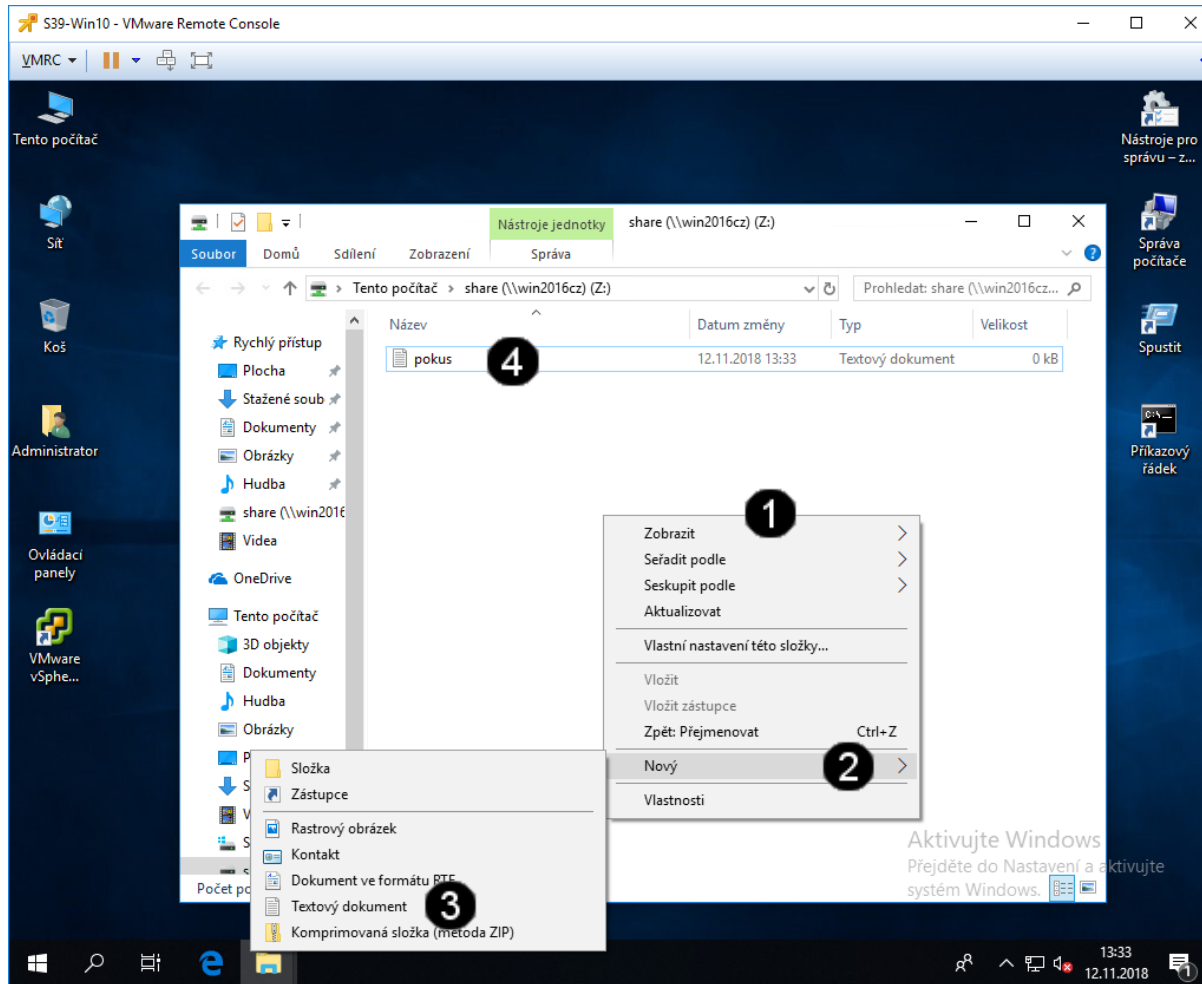 S39-Win10 - VMware Remote Console
VMRC
Tento počítač
Síť
Koš
Administrator
Ovládací
panely
VMware
vSphe...
Nástroje pro
správu – z...
Správa
počítače
Spustit
Příkazový
řádek
Nástroje jednotky
share (\\win2016cz) (Z:)
Soubor
Domů
Sdílení
Zobrazení
Správa
Tento počítač › share (\\win2016cz) (Z:)
Prohledat: share (\\win2016cz...
Název
Datum změny
Typ
Velikost
pokus
4
12.11.2018 13:33
Textový dokument
0 kB
Rychlý přístup
Plocha
Stažené soub
Dokumenty
Obrázky
Hudba
share (\\win2016
Videa
OneDrive
Tento počítač
3D objekty
Dokumenty
Hudba
Obrázky
P
S
V
S
Počet po
1
Zobrazit
Seřadit podle
Seskupit podle
Aktualizovat
Vlastní nastavení této složky...
Vložit
Vložit zástupce
Zpět: Přejmenovat Ctrl+Z
Nový
2
Vlastnosti
Složka
Zástupce
Rastrový obrázek
Kontakt
Dokument ve formátu RTF
Textový dokument
3
Komprimovaná složka (metoda ZIP)
Aktivujte Windows
Přejděte do Nastavení a aktivujte
systém Windows.
13:33
12.11.2018
1